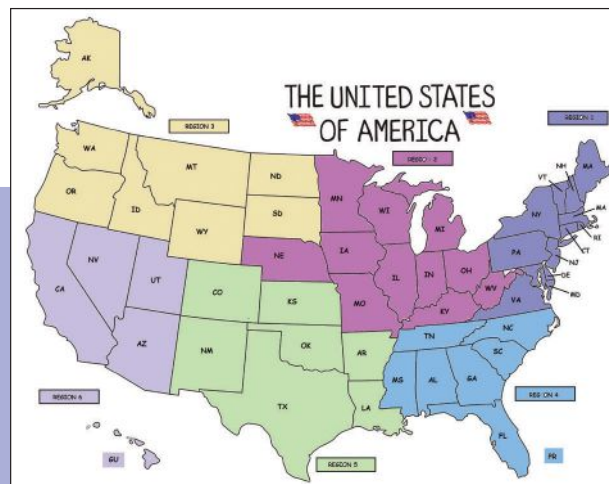 AK
THE UNITED STATES
OF AMERICA
REGION 3
REGION 1
REGION 2
WA
MT
ND
MN
OR
ID
SD
WY
WI
MI
NH
VT
MA
NY
MA
RI
CT
PA
NJ
DE
MD
NE
IA
IL
IN
OH
WV
VA
NV
UT
CA
CO
KS
MO
KY
AZ
NM
OK
AR
TN
NC
SC
MS
AL
GA
TX
LA
FL
REGION 6
REGION 4
REGION 5
GU
PR